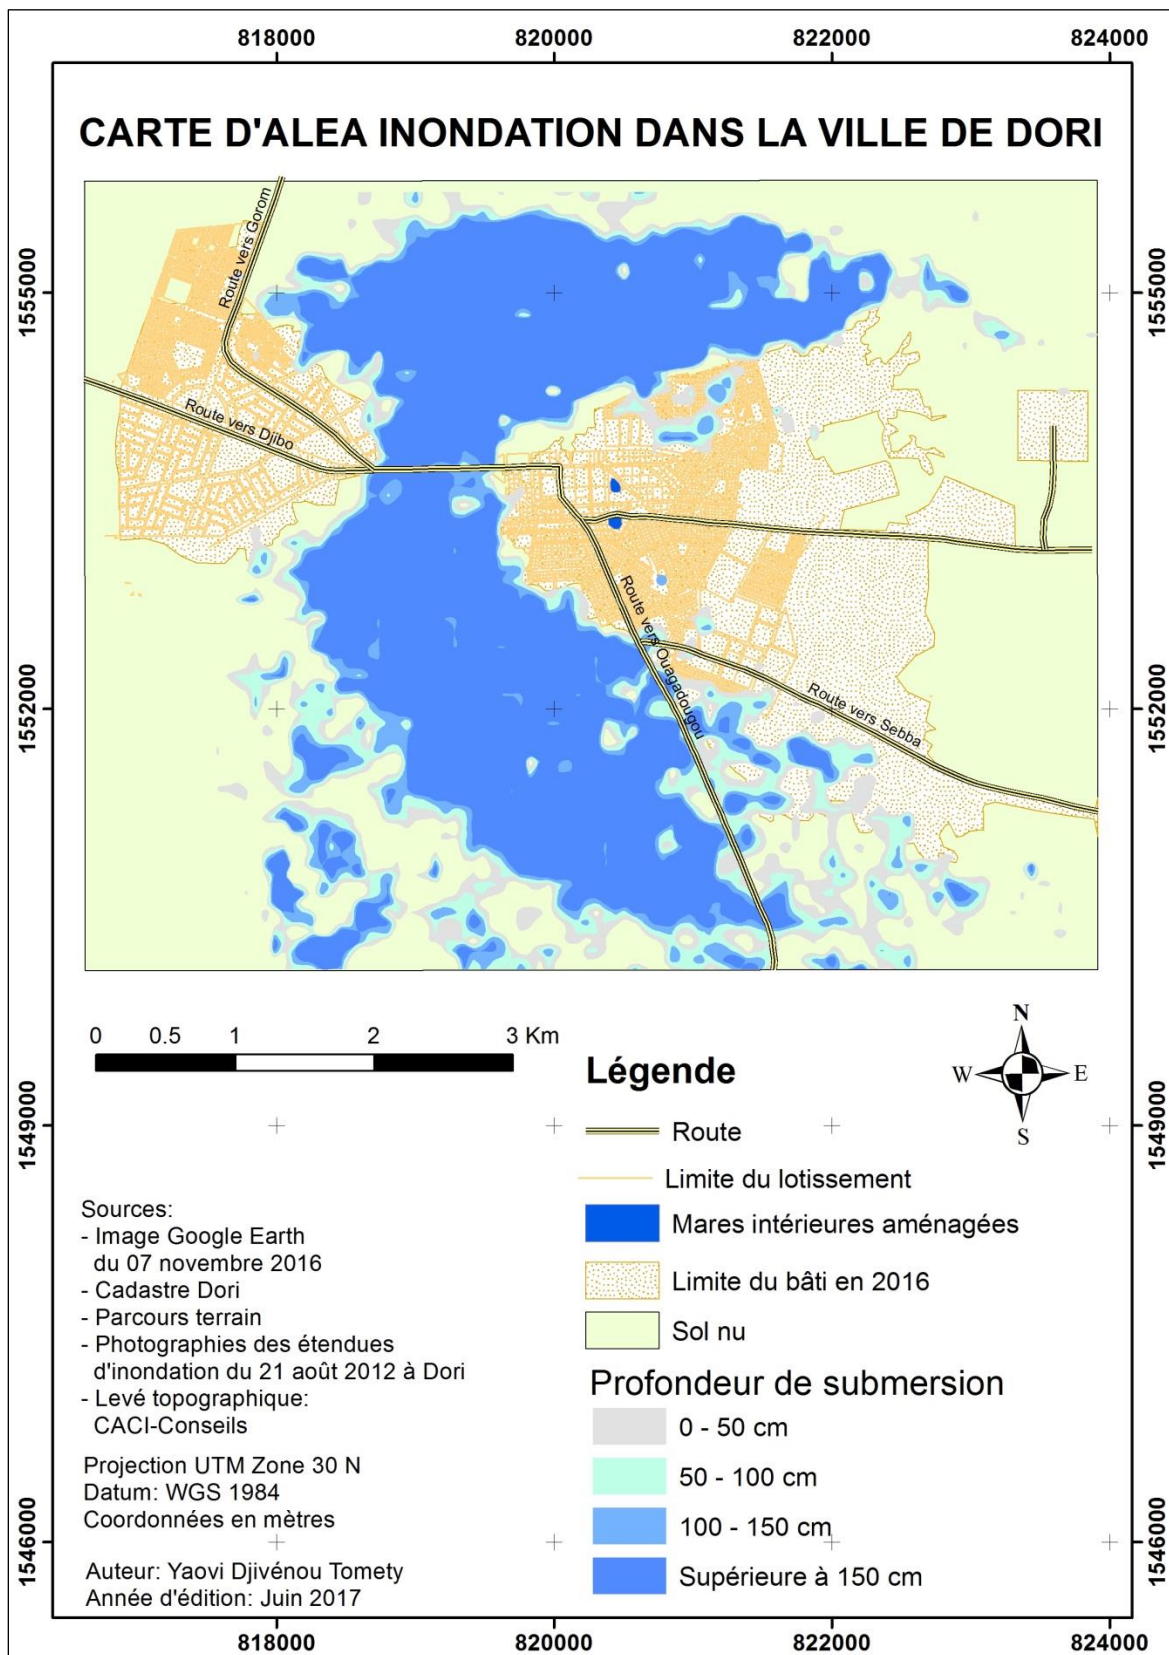 818000 820000 822000 824000
CARTE D'ALEA INONDATION DANS LA VILLE DE DORI
1555000
1555000
Route vers Gorom
Route vers Djibo
Route vers Ouagadougou
Route vers Sebba
1552000
1552000
0 0.5 1 2 3 Km
N
W E
S
Légende
Route
Limite du lotissement
Mares intérieures aménagées
Limite du bâti en 2016
Sol nu
Profondeur de submersion
0 - 50 cm
50 - 100 cm
100 - 150 cm
Supérieure à 150 cm
1549000
1549000
Sources:
- Image Google Earth
du 07 novembre 2016
- Cadastre Dori
- Parcours terrain
- Photographies des étendues
d'inondation du 21 août 2012 à Dori
- Levé topographique:
CACI-Conseils
Projection UTM Zone 30 N
Datum: WGS 1984
Coordonnées en mètres
Auteur: Yaovi Djivénou Tomety
Année d'édition: Juin 2017
1546000
1546000
818000 820000 822000 824000